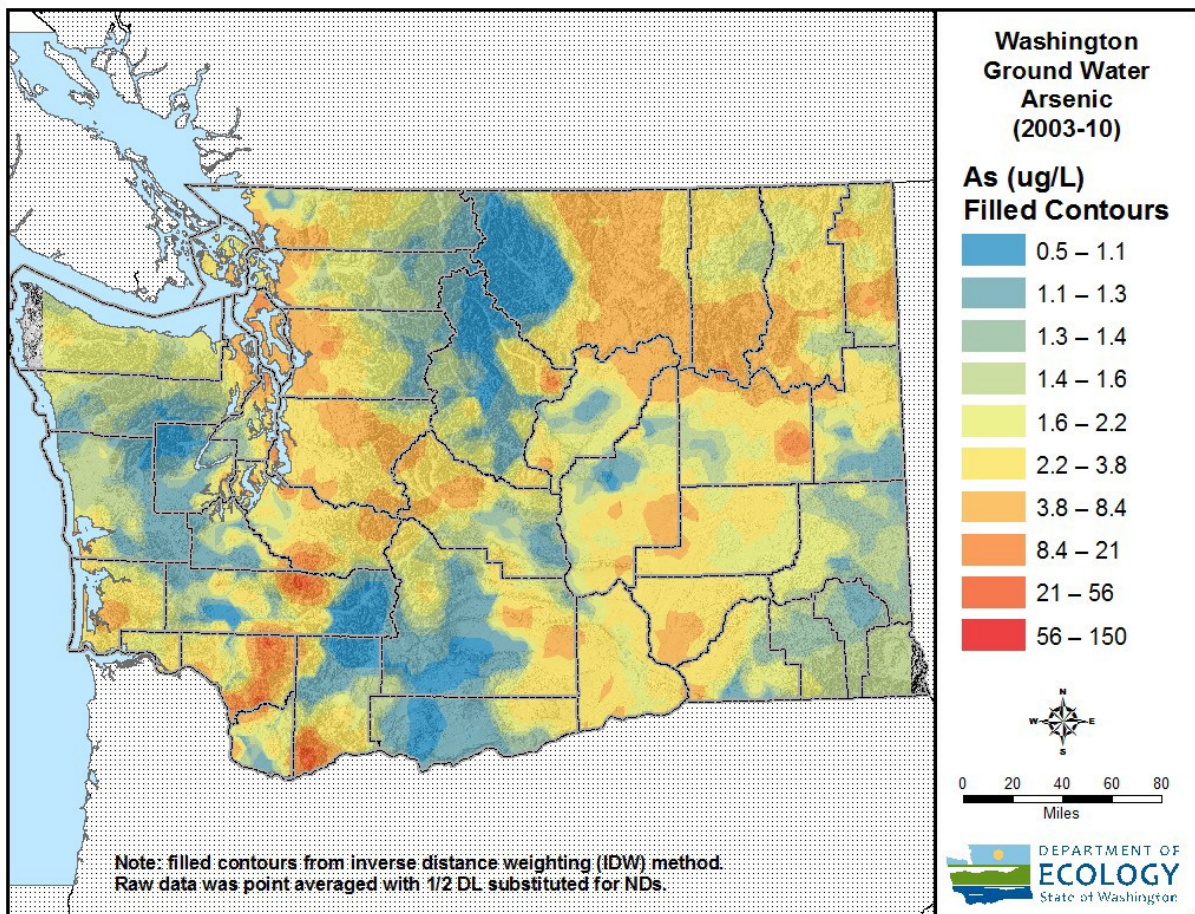 Washington
Ground Water
Arsenic
(2003-10)
As (ug/L)
Filled Contours
0.5 – 1.1
1.1 – 1.3
1.3 – 1.4
1.4 – 1.6
1.6 – 2.2
2.2 – 3.8
3.8 – 8.4
8.4 – 21
21 – 56
56 – 150
N
W E
S
0 20 40 60 80
Miles
Note: filled contours from inverse distance weighting (IDW) method.
Raw data was point averaged with 1/2 DL substituted for NDs.
DEPARTMENT OF
ECOLOGY
State of Washington